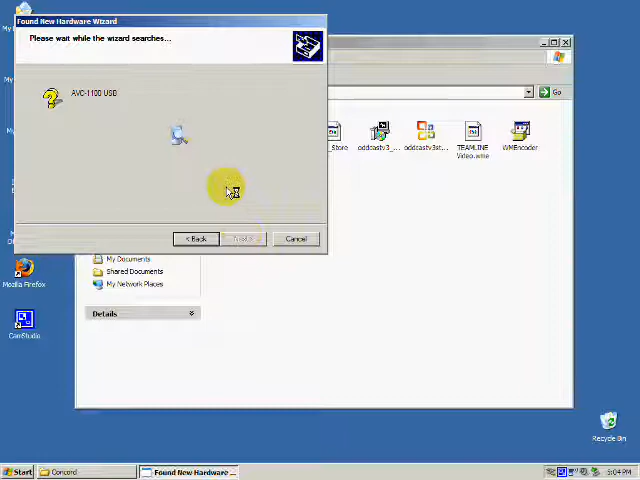 Found New Hardware Wizard
Please wait while the wizard searches...
AVC-1100 USB
< Back
Next >
Cancel
Go
_Store
oddcastv3_...
oddcastv3st...
TEAMLINE
Video.wme
WMEncoder
My Documents
Shared Documents
My Network Places
Details
Mozilla Firefox
CamStudio
Recycle Bin
Start
Concord
Found New Hardware ...
5:04 PM